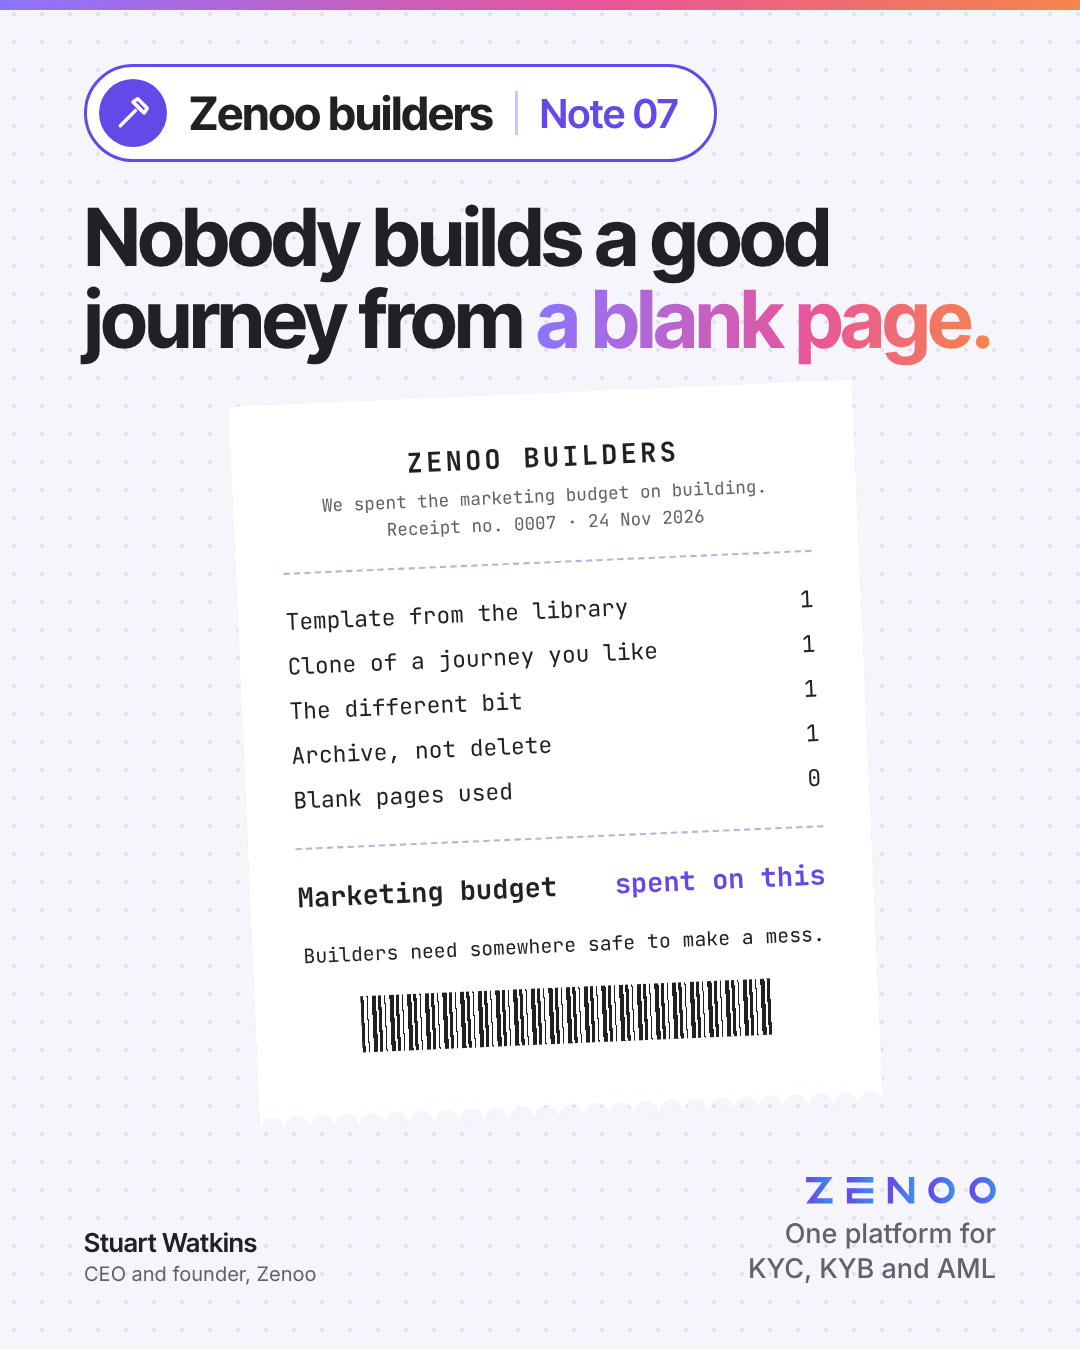 Zenoo builders | Note 07
Nobody builds a good
journey from a blank page.
ZENOO BUILDERS
We spent the marketing budget on building.
Receipt no. 0007 · 24 Nov 2026
Template from the library 1
Clone of a journey you like 1
The different bit 1
Archive, not delete 1
Blank pages used 0
Marketing budget spent on this
Builders need somewhere safe to make a mess.
ZENOO
One platform for
KYC, KYB and AML
Stuart Watkins
CEO and founder, Zenoo